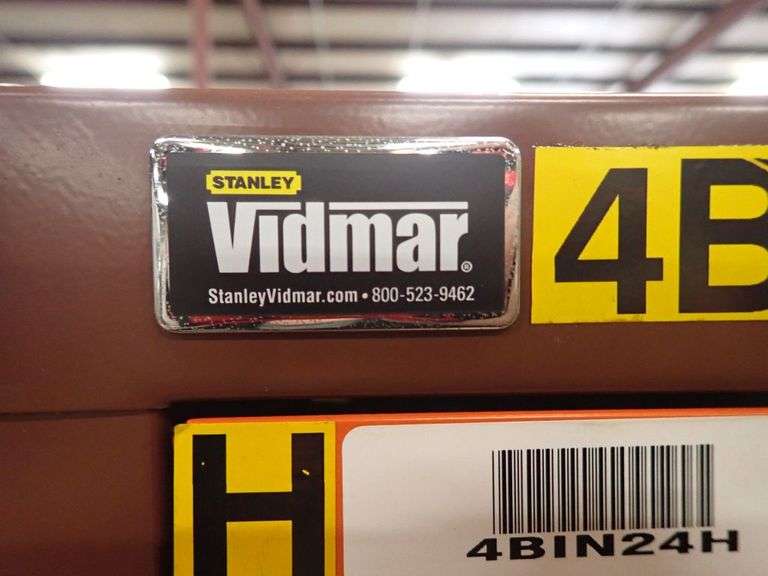 STANLEY
Vidmar®
StanleyVidmar.com • 800-523-9462
4B
H
4BIN24H